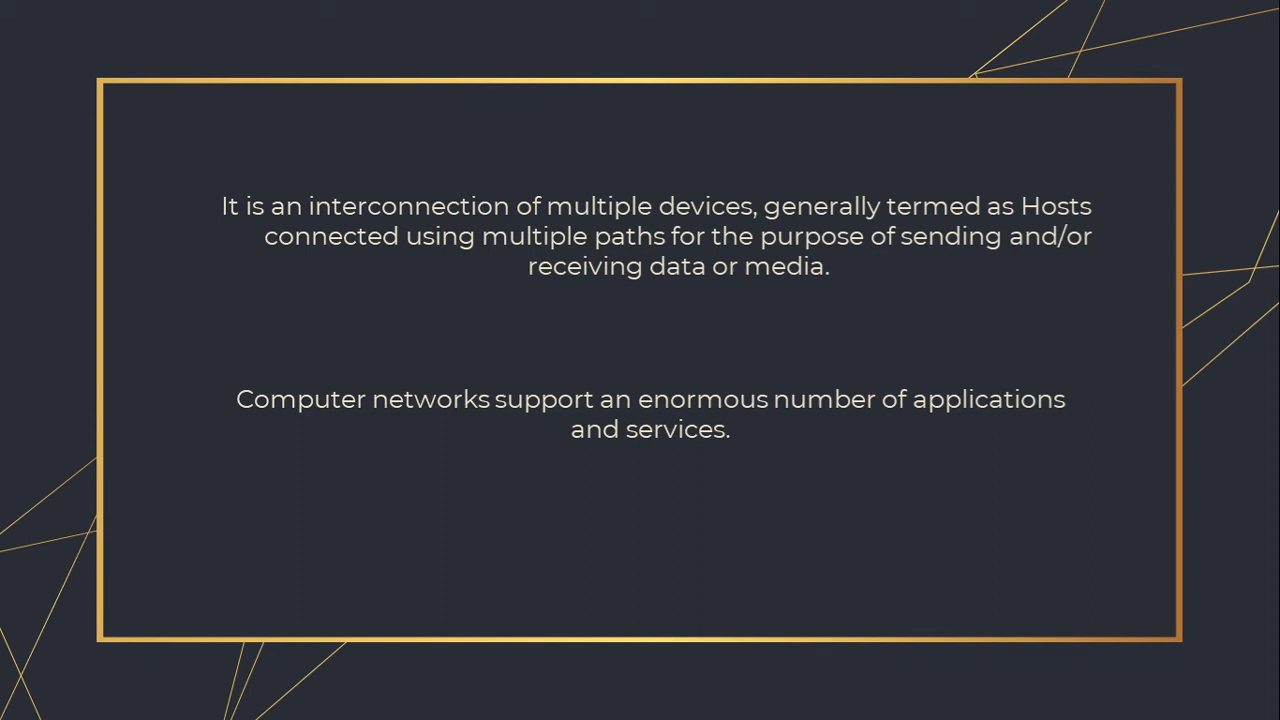 It is an interconnection of multiple devices, generally termed as Hosts
connected using multiple paths for the purpose of sending and/or
receiving data or media.
Computer networks support an enormous number of applications
and services.